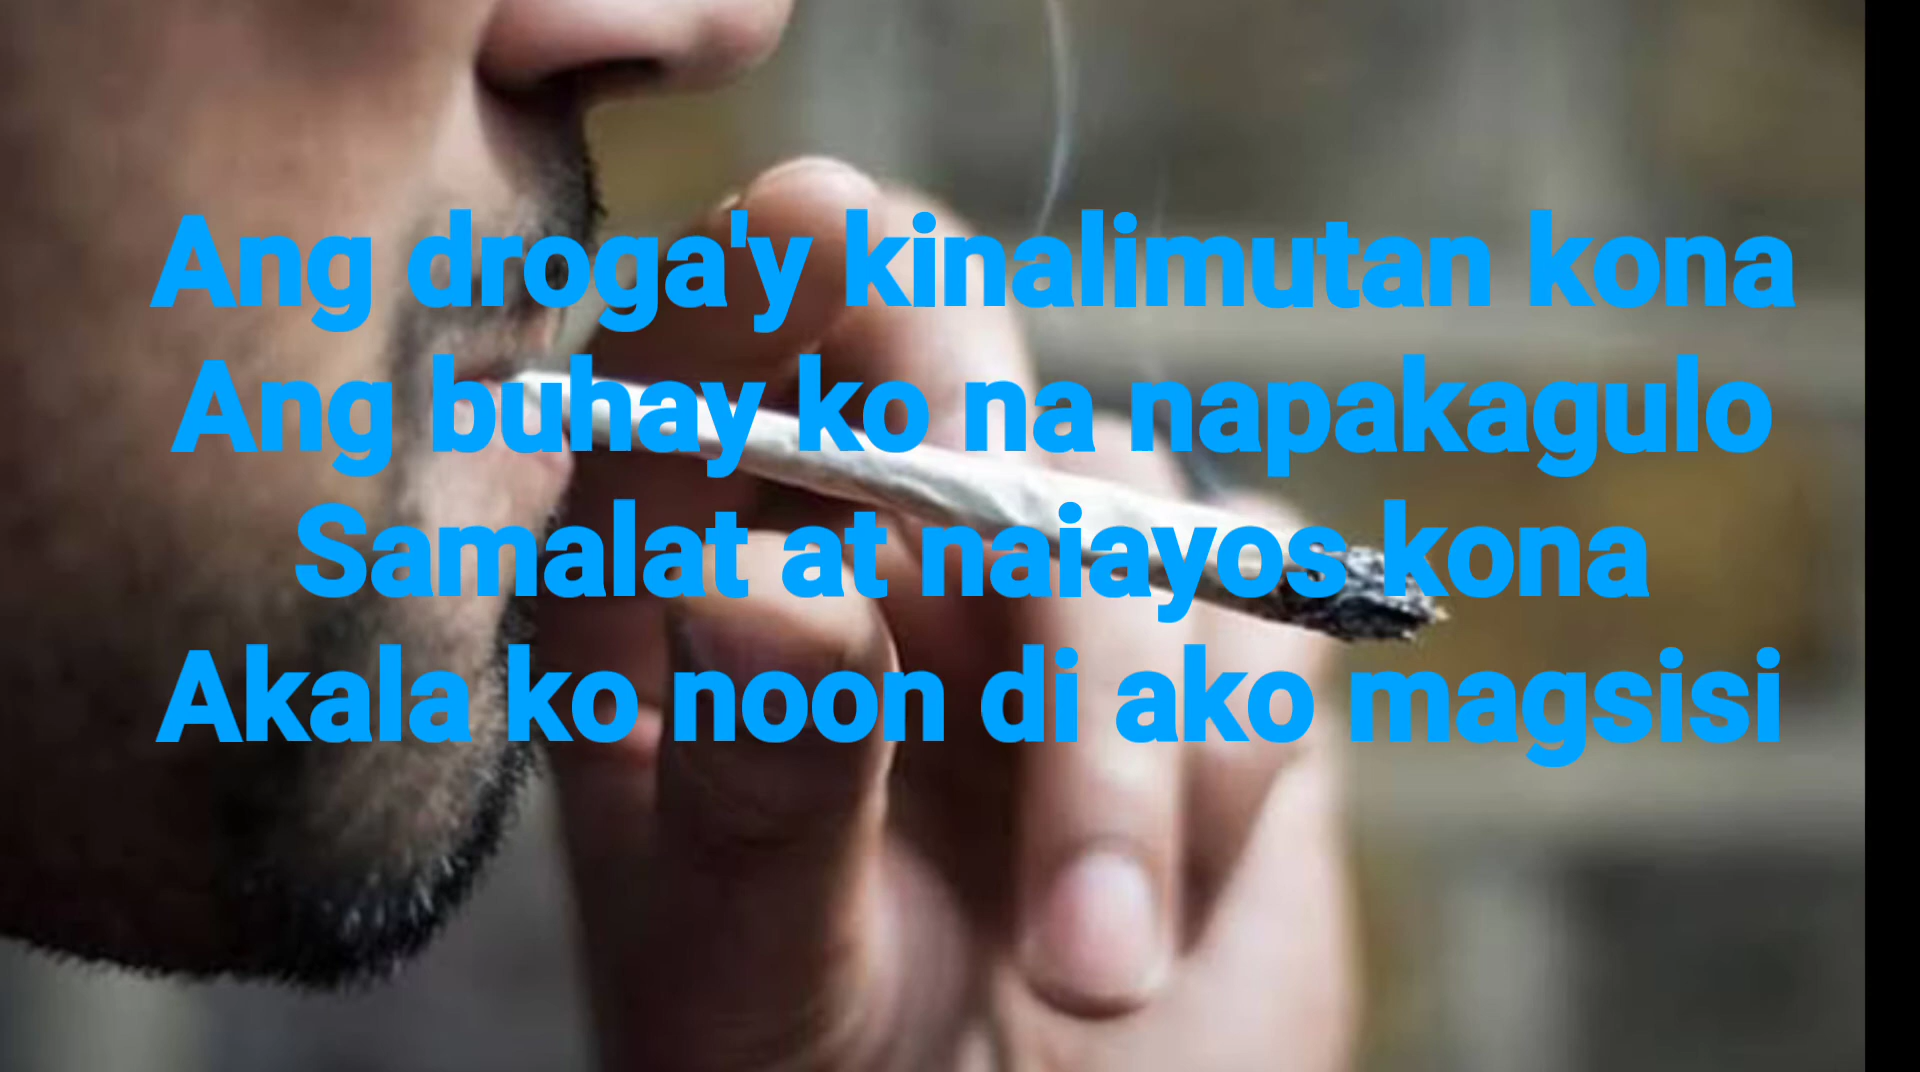 Ang droga'y kinalimutan kona
Ang buhay ko na napakagulo
Samalat at naiayos kona
Akala ko noon di ako magsisi